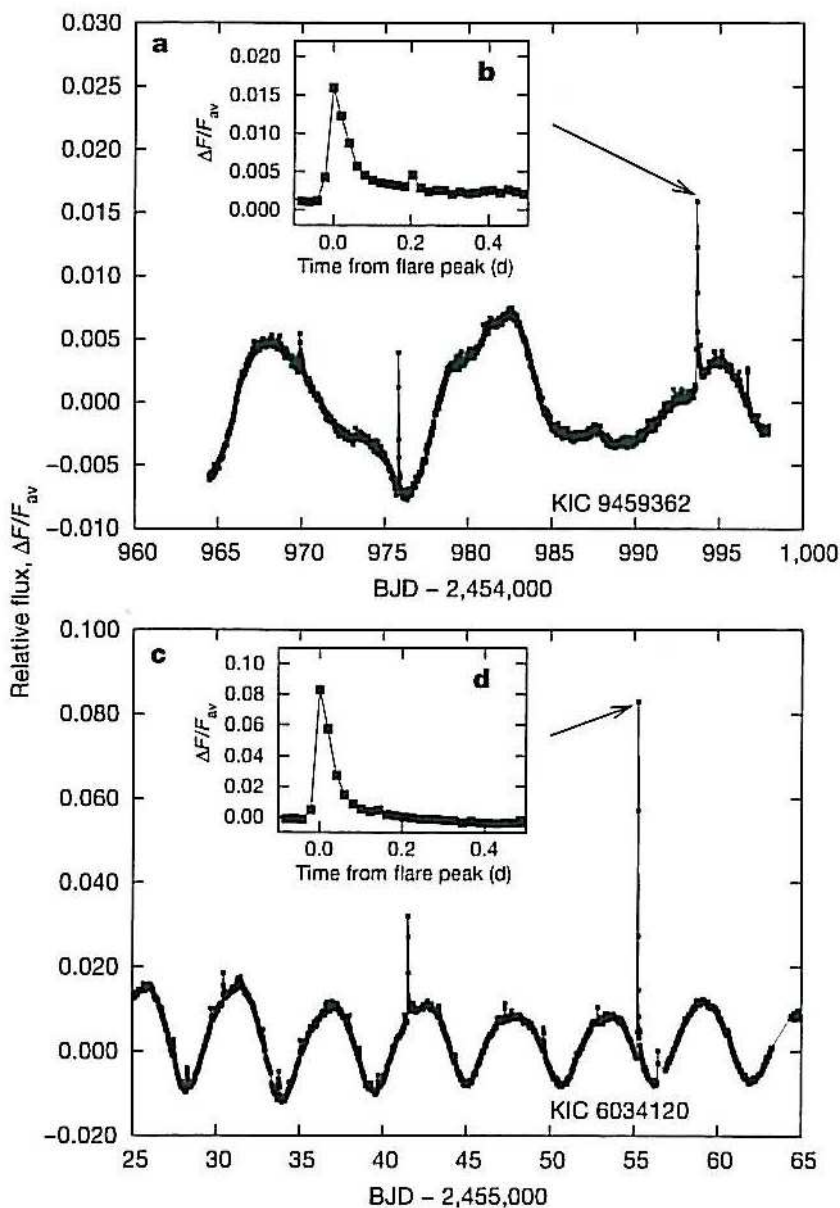 Relative flux, ΔF/F_av
a
0.030
0.025
0.020
0.015
0.010
0.005
0.000
−0.005
−0.010
b
ΔF/F_av
0.020
0.015
0.010
0.005
0.000
0.0 0.2 0.4
Time from flare peak (d)
KIC 9459362
960 965 970 975 980 985 990 995 1,000
BJD − 2,454,000
c
0.100
0.080
0.060
0.040
0.020
0.000
−0.020
d
ΔF/F_av
0.10
0.08
0.06
0.04
0.02
0.00
0.0 0.2 0.4
Time from flare peak (d)
KIC 6034120
25 30 35 40 45 50 55 60 65
BJD − 2,455,000